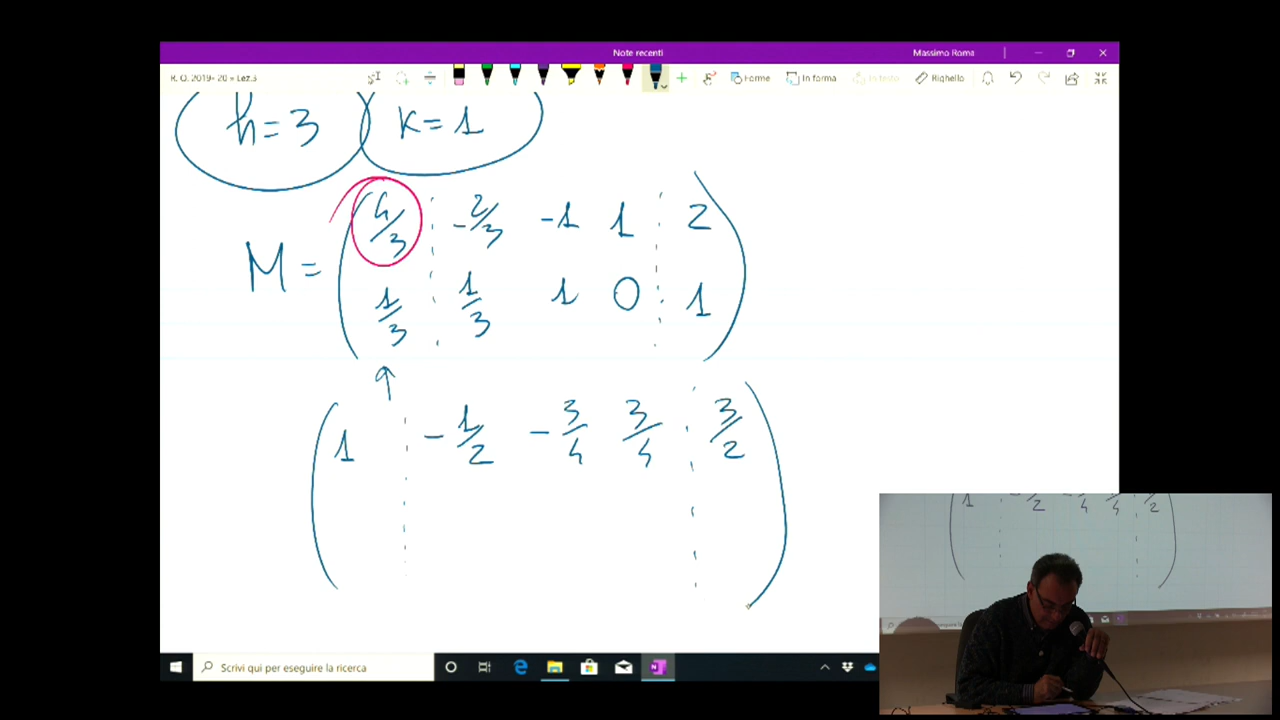 Note recenti
Massimo Roma
R. O. 2019-20 » Lez.3
Forme
In forma
In testo
Righello
h=3 k=1
M = ( 4/3 -2/3 -1 1 2
1/3 1/3 1 0 1 )
( 1 -1/2 -3/4 3/4 3/2 )
Scrivi qui per eseguire la ricerca